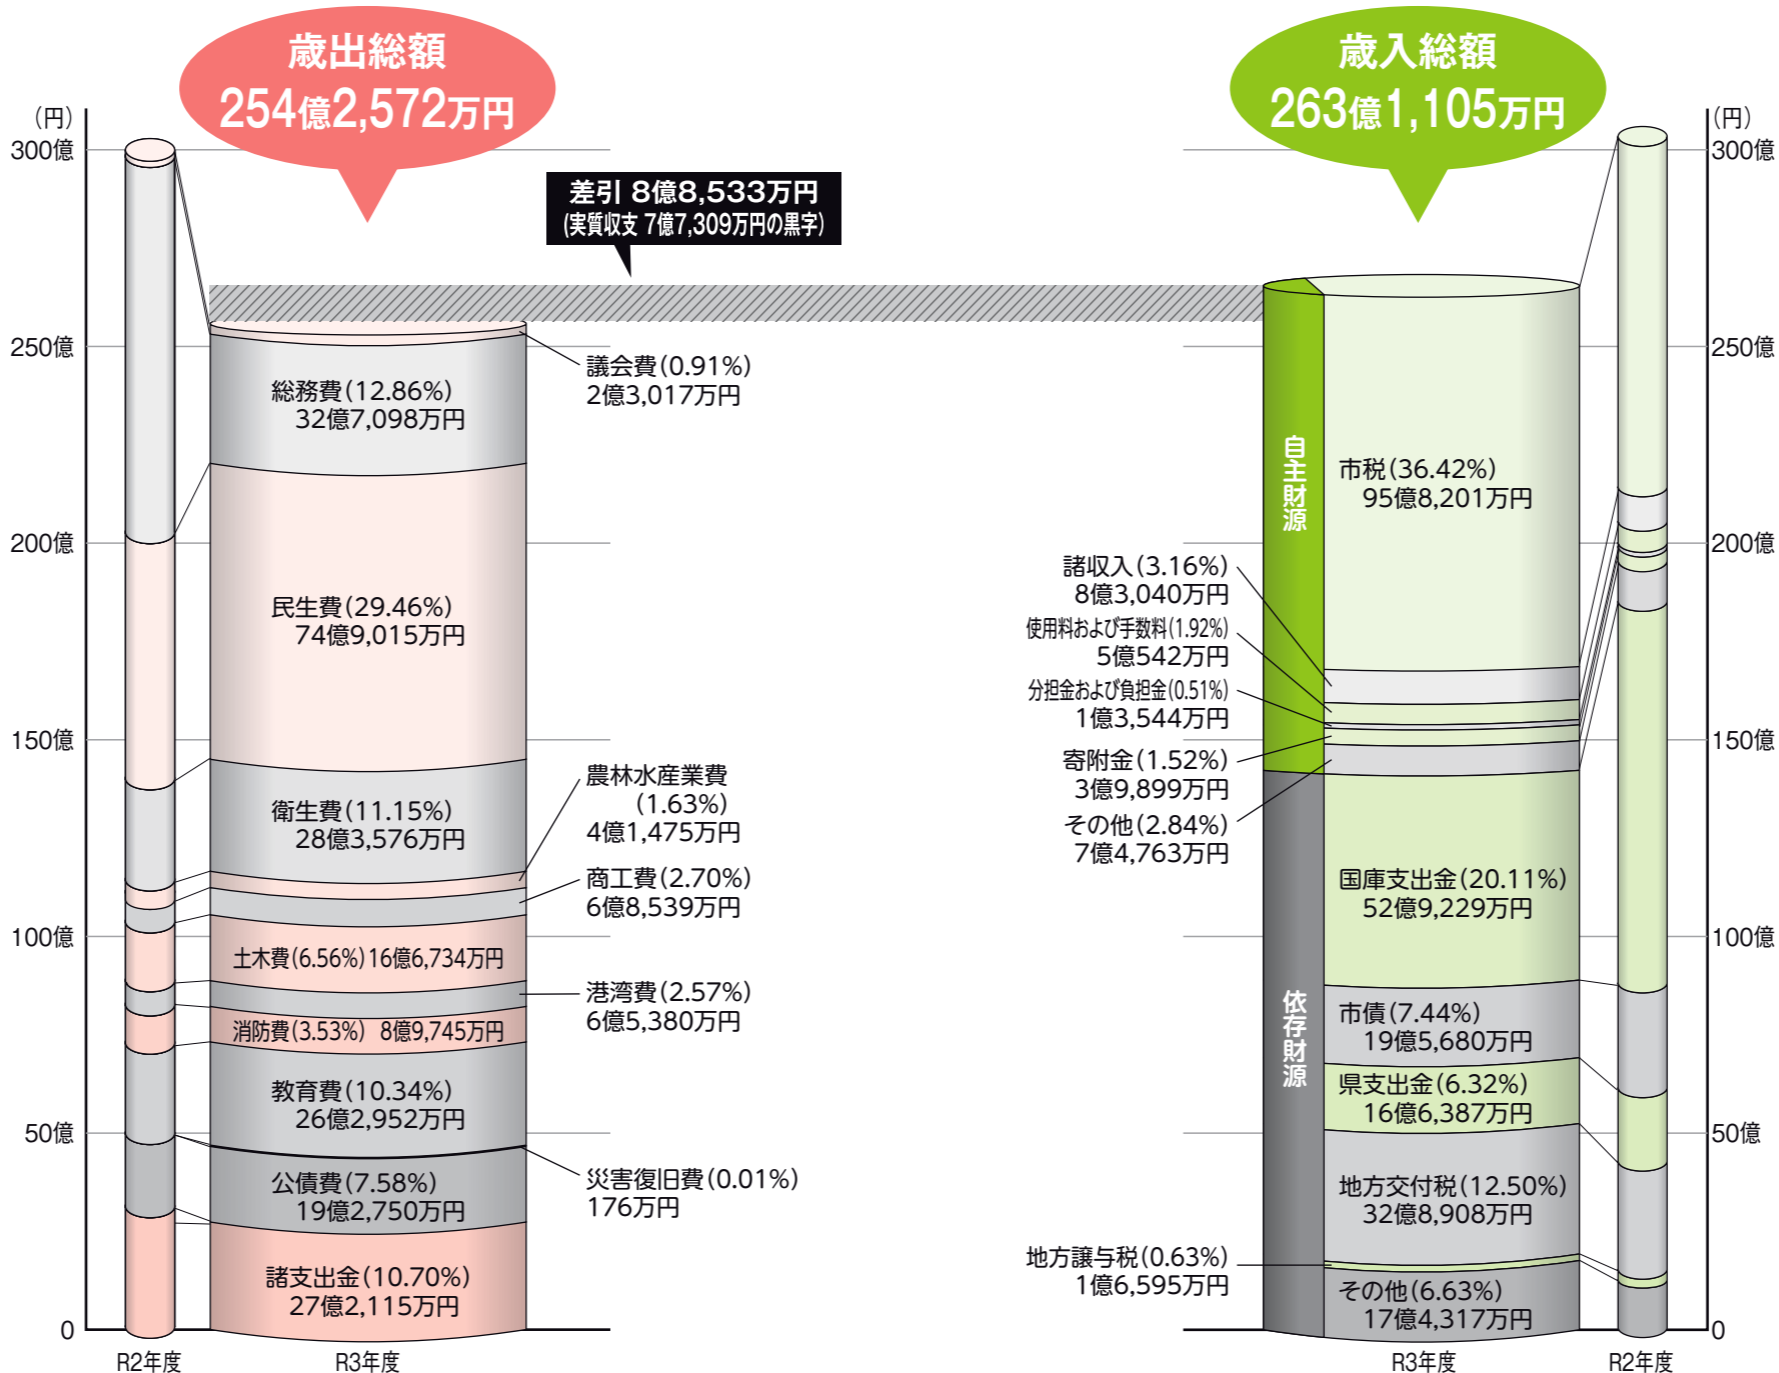 歳出総額
254億2,572万円
歳入総額
263億1,105万円
差引 8億8,533万円
(実質収支 7億7,309万円の黒字)
(円)
300億
250億
200億
150億
100億
50億
0
R2年度
R3年度
議会費(0.91%)
2億3,017万円
総務費(12.86%)
32億7,098万円
民生費(29.46%)
74億9,015万円
衛生費(11.15%)
28億3,576万円
農林水産業費
(1.63%)
4億1,475万円
商工費(2.70%)
6億8,539万円
土木費(6.56%)16億6,734万円
港湾費(2.57%)
6億5,380万円
消防費(3.53%) 8億9,745万円
教育費(10.34%)
26億2,952万円
災害復旧費(0.01%)
176万円
公債費(7.58%)
19億2,750万円
諸支出金(10.70%)
27億2,115万円
自主財源
市税(36.42%)
95億8,201万円
諸収入(3.16%)
8億3,040万円
使用料および手数料(1.92%)
5億542万円
分担金および負担金(0.51%)
1億3,544万円
寄附金(1.52%)
3億9,899万円
その他(2.84%)
7億4,763万円
依存財源
国庫支出金(20.11%)
52億9,229万円
市債(7.44%)
19億5,680万円
県支出金(6.32%)
16億6,387万円
地方交付税(12.50%)
32億8,908万円
地方譲与税(0.63%)
1億6,595万円
その他(6.63%)
17億4,317万円
(円)
300億
250億
200億
150億
100億
50億
0
R3年度
R2年度